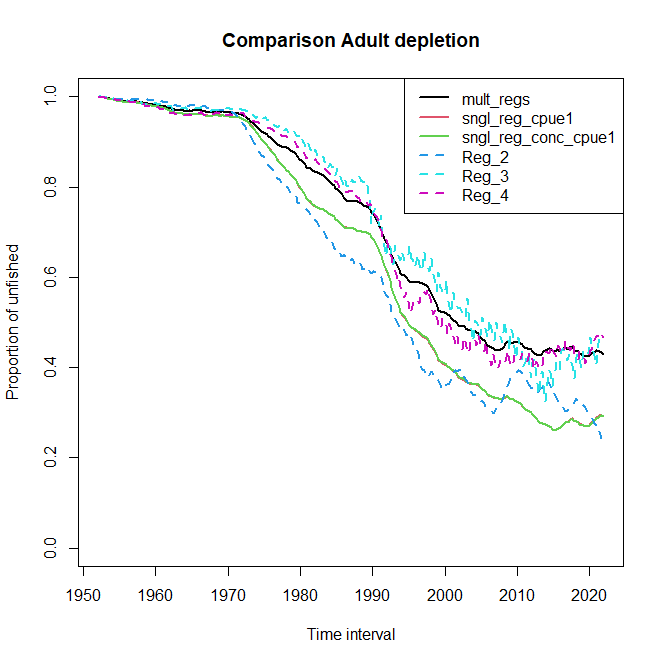 Comparison Adult depletion
mult_regs
sngl_reg_cpue1
sngl_reg_conc_cpue1
Reg_2
Reg_3
Reg_4
Proportion of unfished
1.0
0.8
0.6
0.4
0.2
0.0
1950 1960 1970 1980 1990 2000 2010 2020
Time interval